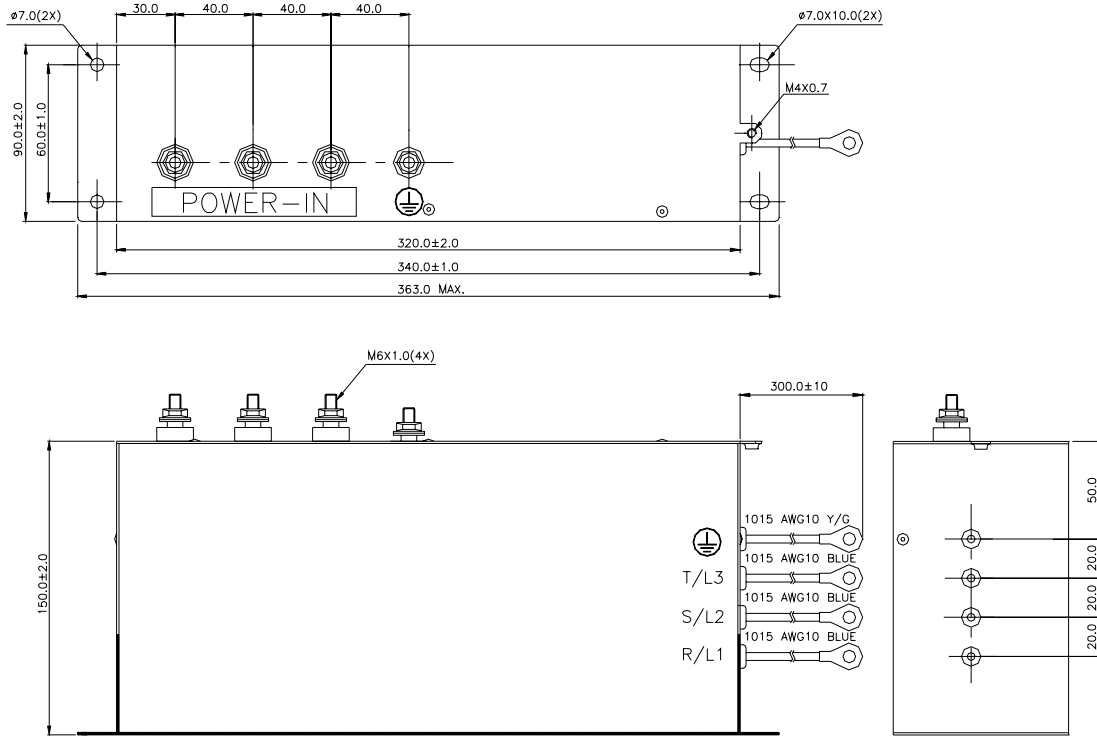 30.0
40.0
40.0
40.0
ø7.0(2X)
ø7.0X10.0(2X)
M4X0.7
90.0±2.0
60.0±1.0
POWER-IN
320.0±2.0
340.0±1.0
363.0 MAX.
M6X1.0(4X)
300.0±10
150.0±2.0
50.0
1015 AWG10 Y/G
T/L3
1015 AWG10 BLUE
S/L2
1015 AWG10 BLUE
R/L1
1015 AWG10 BLUE
20.0
20.0
20.0